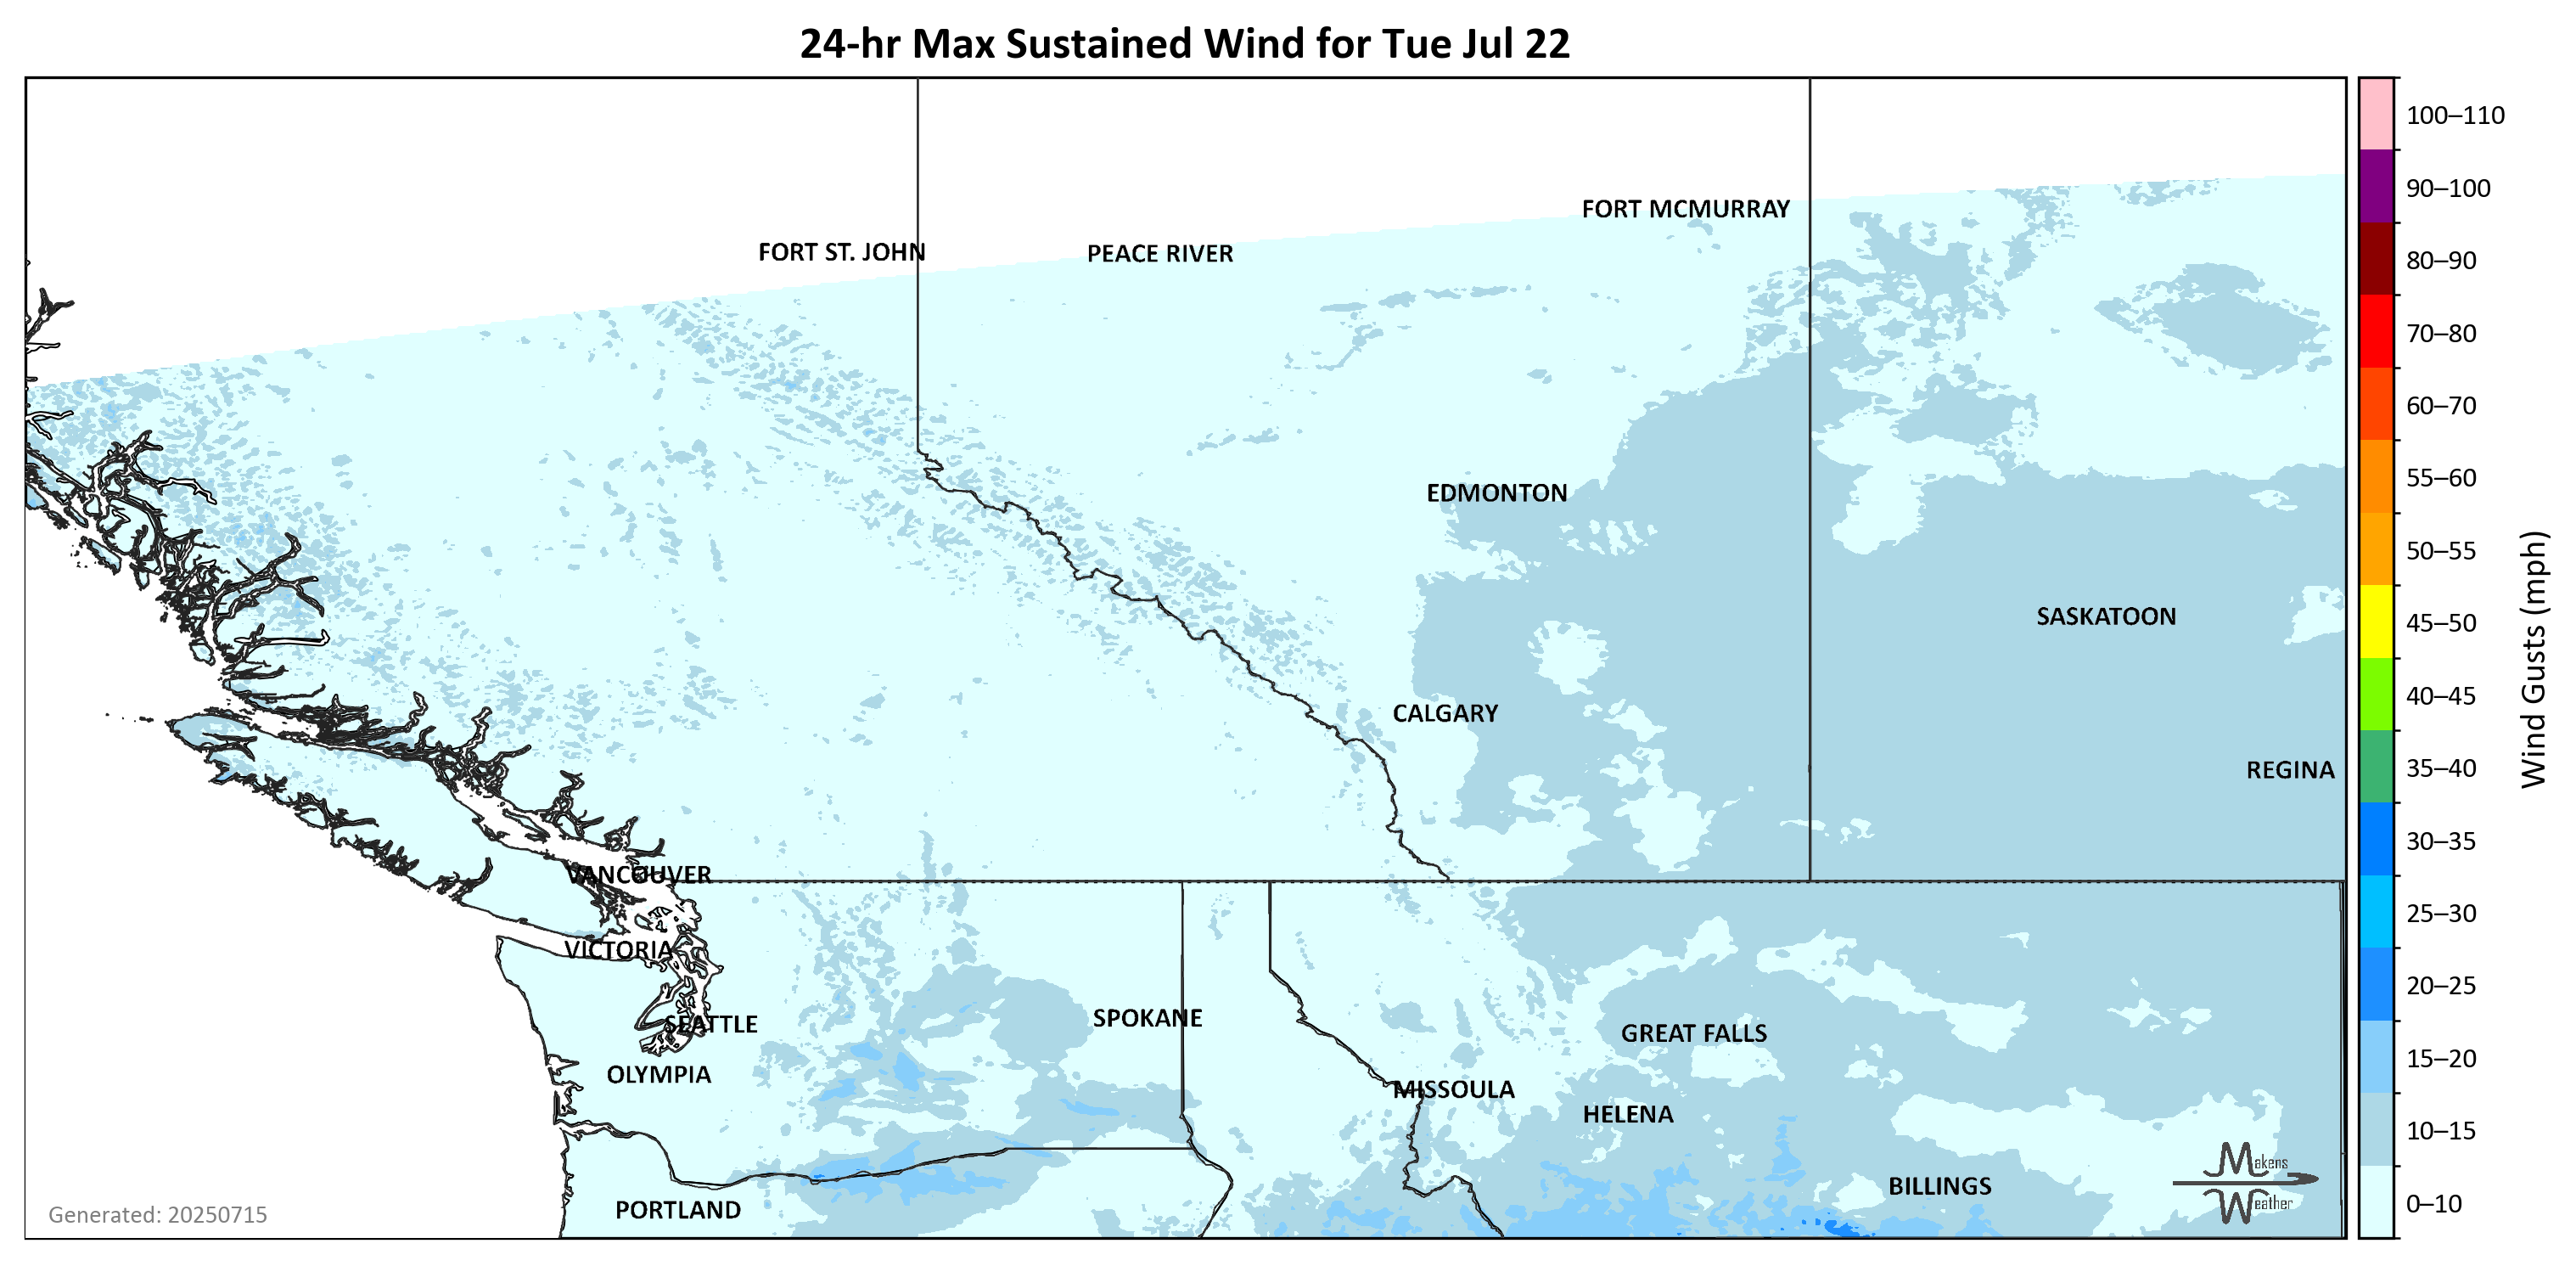 24-hr Max Sustained Wind for Tue Jul 22
FORT MCMURRAY
FORT ST. JOHN
PEACE RIVER
EDMONTON
SASKATOON
CALGARY
REGINA
VANCOUVER
VICTORIA
SEATTLE
SPOKANE
GREAT FALLS
OLYMPIA
MISSOULA
HELENA
BILLINGS
PORTLAND
Makens
Weather
Generated: 20250715
100–110
90–100
80–90
70–80
60–70
55–60
50–55
45–50
40–45
35–40
30–35
25–30
20–25
15–20
10–15
0–10
Wind Gusts (mph)